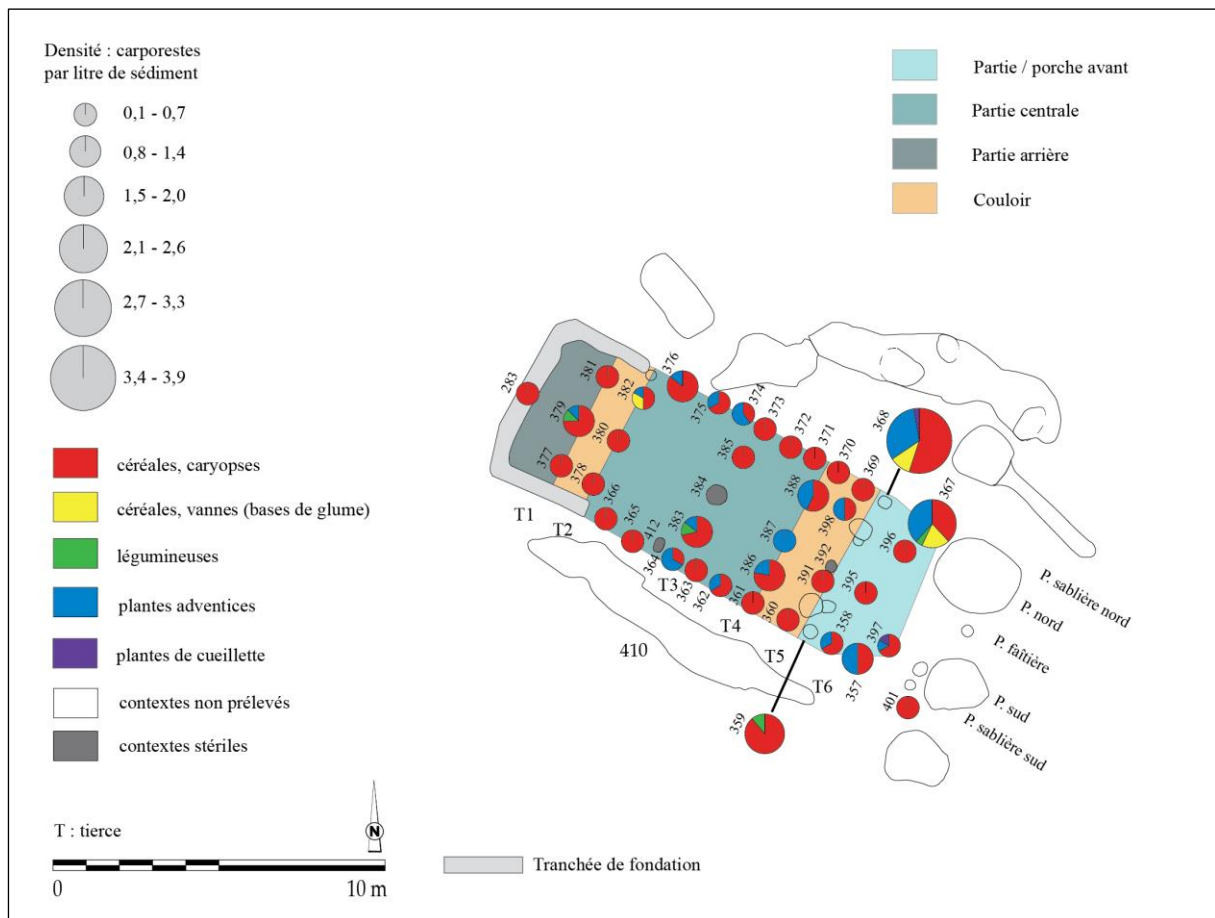 Densité : carporestes
par litre de sédiment
0,1 - 0,7
0,8 - 1,4
1,5 - 2,0
2,1 - 2,6
2,7 - 3,3
3,4 - 3,9
Partie / porche avant
Partie centrale
Partie arrière
Couloir
céréales, caryopses
céréales, vannes (bases de glume)
légumineuses
plantes adventices
plantes de cueillette
contextes non prélevés
contextes stériles
T : tierce
N
0
10 m
Tranchée de fondation
283
381
382
376
375
374
373
372
371
370
369
368
367
379
380
377
378
366
365
412
364
363
362
361
360
385
384
383
388
387
386
398
392
391
396
395
358
357
397
401
359
410
T1
T2
T3
T4
T5
T6
P. sablière nord
P. nord
P. faîtière
P. sud
P. sablière sud